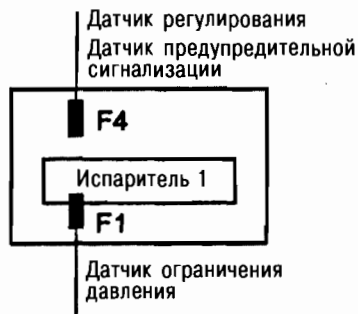 Датчик регулирования
Датчик предупредительной
сигнализации
F4
Испаритель 1
F1
Датчик ограничения
давления